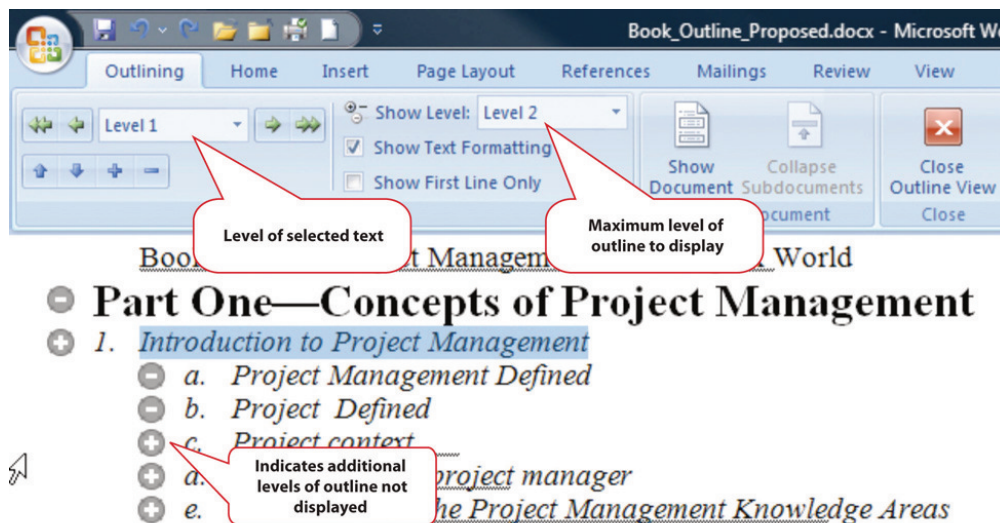 Book_Outline_Proposed.docx - Microsoft Wo
Outlining Home Insert Page Layout References Mailings Review View
Level 1
Show Level: Level 2
Show Text Formatting
Show First Line Only
Show Document
Collapse Subdocuments
Close Outline View
Close
Level of selected text
Maximum level of
outline to display
World
Part One—Concepts of Project Management
1. Introduction to Project Management
a. Project Management Defined
b. Project Defined
c. Project context
d. project manager
e. he Project Management Knowledge Areas
Indicates additional
levels of outline not
displayed